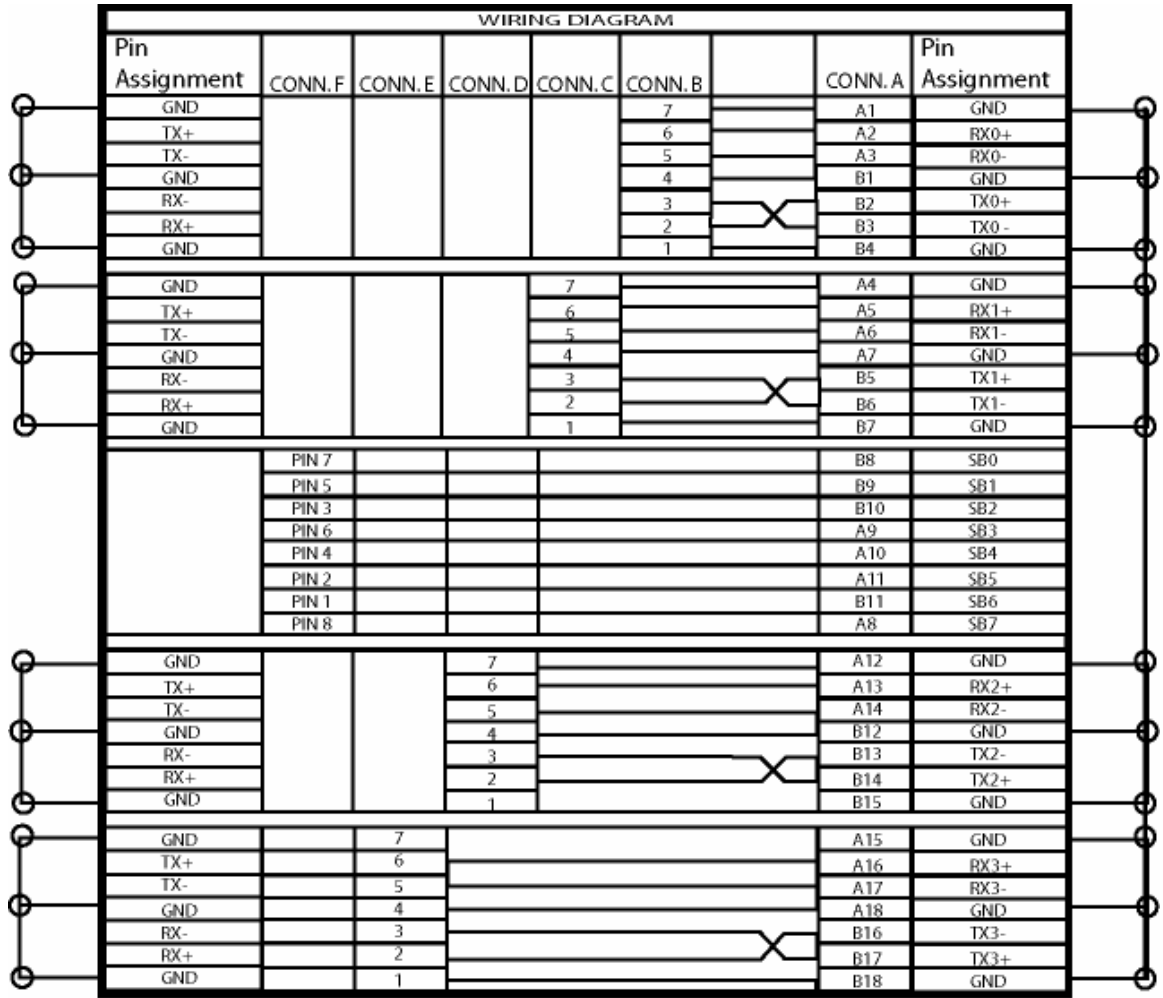 WIRING DIAGRAM
Pin Assignment CONN. F CONN. E CONN. D CONN. C CONN. B CONN. A Pin Assignment
GND 7 A1 GND
TX+ 6 A2 RX0+
TX- 5 A3 RX0-
GND 4 B1 GND
RX- 3 B2 TX0+
RX+ 2 B3 TX0 -
GND 1 B4 GND
GND 7 A4 GND
TX+ 6 A5 RX1+
TX- 5 A6 RX1-
GND 4 A7 GND
RX- 3 B5 TX1+
RX+ 2 B6 TX1-
GND 1 B7 GND
PIN 7 B8 SB0
PIN 5 B9 SB1
PIN 3 B10 SB2
PIN 6 A9 SB3
PIN 4 A10 SB4
PIN 2 A11 SB5
PIN 1 B11 SB6
PIN 8 A8 SB7
GND 7 A12 GND
TX+ 6 A13 RX2+
TX- 5 A14 RX2-
GND 4 B12 GND
RX- 3 B13 TX2-
RX+ 2 B14 TX2+
GND 1 B15 GND
GND 7 A15 GND
TX+ 6 A16 RX3+
TX- 5 A17 RX3-
GND 4 A18 GND
RX- 3 B16 TX3-
RX+ 2 B17 TX3+
GND 1 B18 GND